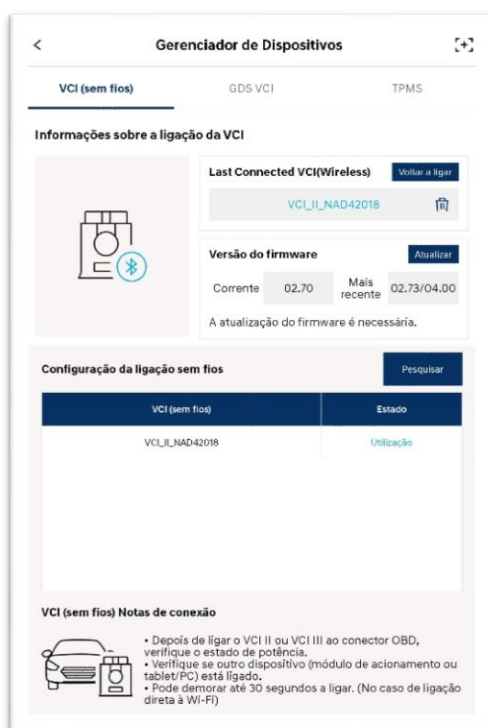 <
Gerenciador de Dispositivos
[+]
VCI (sem fios)
GDS VCI
TPMS
Informações sobre a ligação da VCI
Last Connected VCI(Wireless)
Voltar a ligar
VCI_II_NAD42018
Versão do firmware
Atualizar
Corrente
02.70
Mais
recente
02.73/04.00
A atualização do firmware é necessária.
Configuração da ligação sem fios
Pesquisar
VCI (sem fios)
Estado
VCI_II_NAD42018
Utilização
VCI (sem fios) Notas de conexão
• Depois de ligar o VCI II ou VCI III ao conector OBD,
verifique o estado de potência.
• Verifique se outro dispositivo (módulo de acionamento ou
tablet/PC) está ligado.
• Pode demorar até 30 segundos a ligar. (No caso de ligação
direta à Wi-Fi)